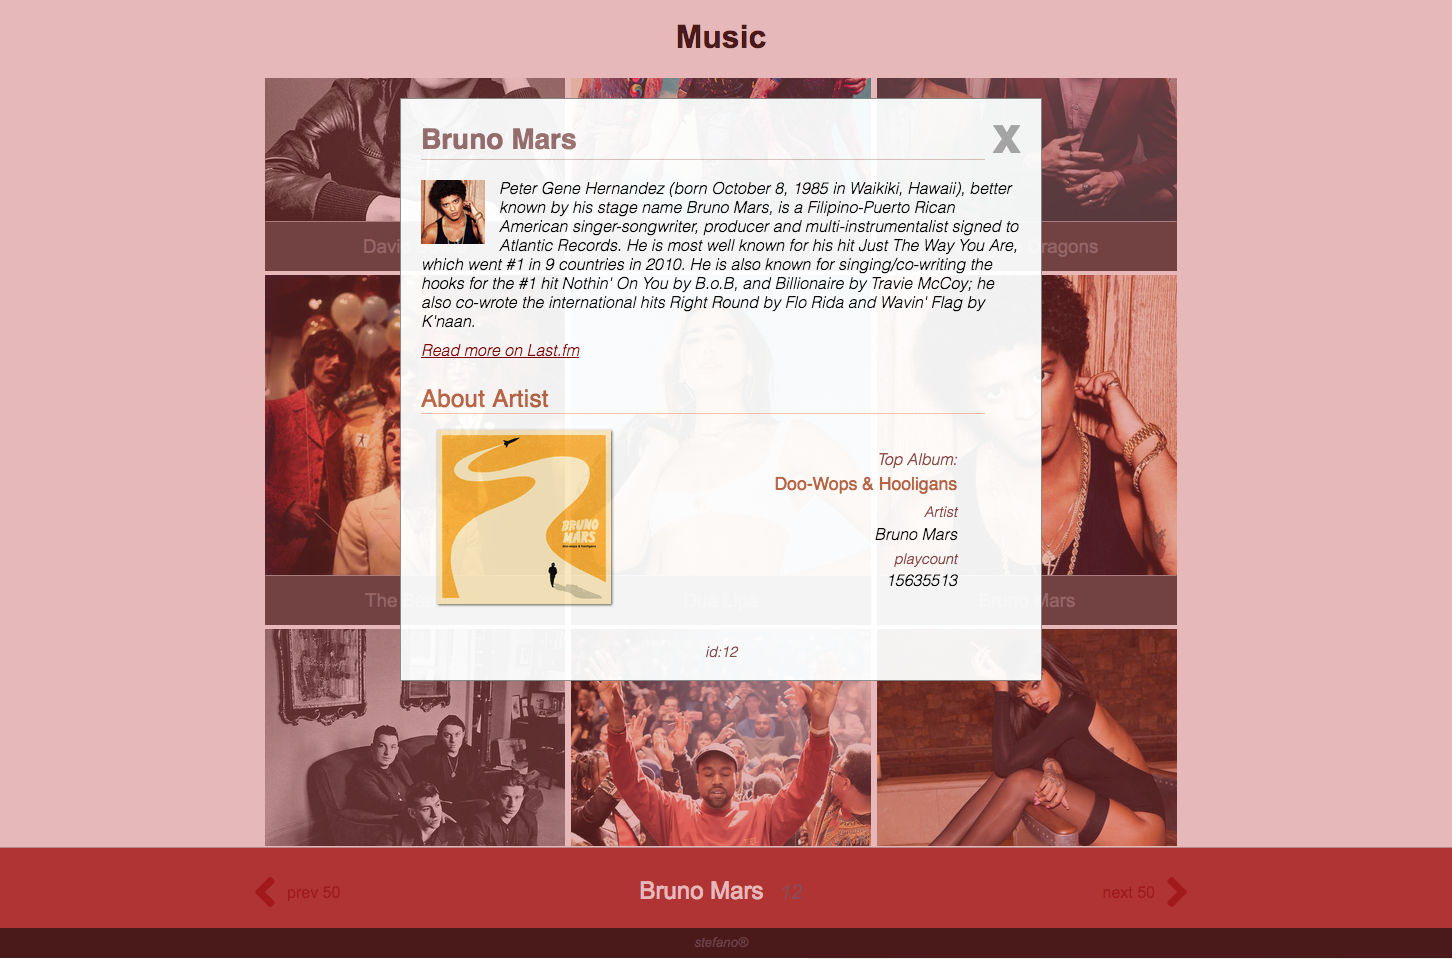 Music
Bruno Mars
X
Peter Gene Hernandez (born October 8, 1985 in Waikiki, Hawaii), better
known by his stage name Bruno Mars, is a Filipino-Puerto Rican
American singer-songwriter, producer and multi-instrumentalist signed to
Atlantic Records. He is most well known for his hit Just The Way You Are,
which went #1 in 9 countries in 2010. He is also known for singing/co-writing the
hooks for the #1 hit Nothin' On You by B.o.B, and Billionaire by Travie McCoy; he
also co-wrote the international hits Right Round by Flo Rida and Wavin' Flag by
K'naan.
Read more on Last.fm
About Artist
BRUNO
MARS
doo-wops & hooligans
Top Album:
Doo-Wops & Hooligans
Artist
Bruno Mars
playcount
15635513
id:12
David
Dragons
The
Dua Lipa
Bruno Mars
prev 50
Bruno Mars 12
next 50
stefano®